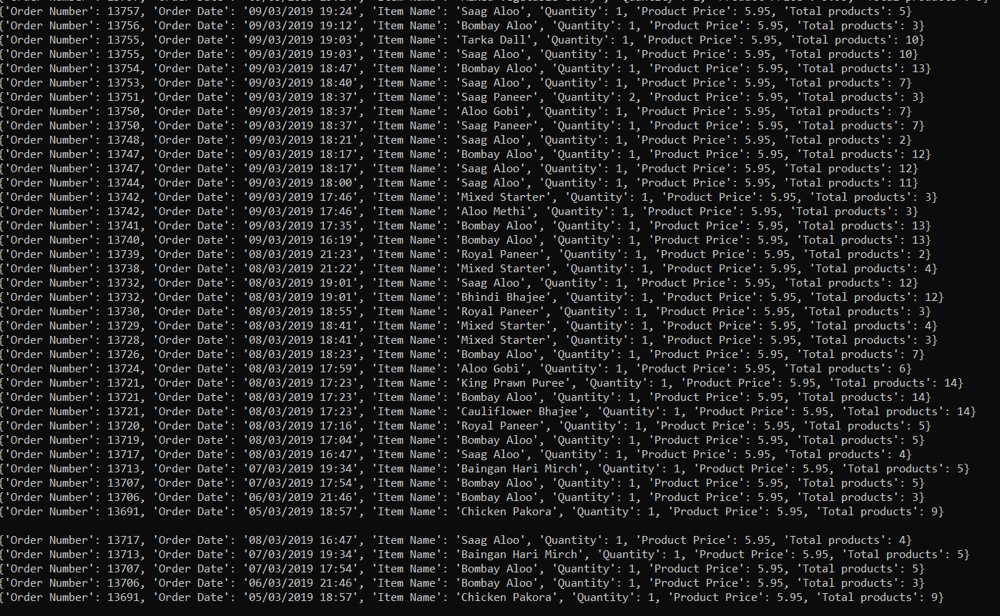 {'Order Number': 13757, 'Order Date': '09/03/2019 19:24', 'Item Name': 'Saag Aloo', 'Quantity': 1, 'Product Price': 5.95, 'Total products': 5}
{'Order Number': 13756, 'Order Date': '09/03/2019 19:12', 'Item Name': 'Bombay Aloo', 'Quantity': 1, 'Product Price': 5.95, 'Total products': 3}
{'Order Number': 13755, 'Order Date': '09/03/2019 19:03', 'Item Name': 'Tarka Dall', 'Quantity': 1, 'Product Price': 5.95, 'Total products': 10}
{'Order Number': 13755, 'Order Date': '09/03/2019 19:03', 'Item Name': 'Saag Aloo', 'Quantity': 1, 'Product Price': 5.95, 'Total products': 10}
{'Order Number': 13754, 'Order Date': '09/03/2019 18:47', 'Item Name': 'Bombay Aloo', 'Quantity': 1, 'Product Price': 5.95, 'Total products': 13}
{'Order Number': 13753, 'Order Date': '09/03/2019 18:40', 'Item Name': 'Saag Aloo', 'Quantity': 1, 'Product Price': 5.95, 'Total products': 7}
{'Order Number': 13751, 'Order Date': '09/03/2019 18:37', 'Item Name': 'Saag Paneer', 'Quantity': 2, 'Product Price': 5.95, 'Total products': 3}
{'Order Number': 13750, 'Order Date': '09/03/2019 18:37', 'Item Name': 'Aloo Gobi', 'Quantity': 1, 'Product Price': 5.95, 'Total products': 7}
{'Order Number': 13750, 'Order Date': '09/03/2019 18:37', 'Item Name': 'Saag Paneer', 'Quantity': 1, 'Product Price': 5.95, 'Total products': 7}
{'Order Number': 13748, 'Order Date': '09/03/2019 18:21', 'Item Name': 'Saag Aloo', 'Quantity': 1, 'Product Price': 5.95, 'Total products': 2}
{'Order Number': 13747, 'Order Date': '09/03/2019 18:17', 'Item Name': 'Bombay Aloo', 'Quantity': 1, 'Product Price': 5.95, 'Total products': 12}
{'Order Number': 13747, 'Order Date': '09/03/2019 18:17', 'Item Name': 'Saag Aloo', 'Quantity': 1, 'Product Price': 5.95, 'Total products': 12}
{'Order Number': 13744, 'Order Date': '09/03/2019 18:00', 'Item Name': 'Saag Aloo', 'Quantity': 1, 'Product Price': 5.95, 'Total products': 11}
{'Order Number': 13742, 'Order Date': '09/03/2019 17:46', 'Item Name': 'Mixed Starter', 'Quantity': 1, 'Product Price': 5.95, 'Total products': 3}
{'Order Number': 13742, 'Order Date': '09/03/2019 17:46', 'Item Name': 'Aloo Methi', 'Quantity': 1, 'Product Price': 5.95, 'Total products': 3}
{'Order Number': 13741, 'Order Date': '09/03/2019 17:35', 'Item Name': 'Bombay Aloo', 'Quantity': 1, 'Product Price': 5.95, 'Total products': 13}
{'Order Number': 13740, 'Order Date': '09/03/2019 16:19', 'Item Name': 'Bombay Aloo', 'Quantity': 1, 'Product Price': 5.95, 'Total products': 13}
{'Order Number': 13739, 'Order Date': '08/03/2019 21:23', 'Item Name': 'Royal Paneer', 'Quantity': 1, 'Product Price': 5.95, 'Total products': 2}
{'Order Number': 13738, 'Order Date': '08/03/2019 21:22', 'Item Name': 'Mixed Starter', 'Quantity': 1, 'Product Price': 5.95, 'Total products': 4}
{'Order Number': 13732, 'Order Date': '08/03/2019 19:01', 'Item Name': 'Saag Aloo', 'Quantity': 1, 'Product Price': 5.95, 'Total products': 12}
{'Order Number': 13732, 'Order Date': '08/03/2019 19:01', 'Item Name': 'Bhindi Bhajee', 'Quantity': 1, 'Product Price': 5.95, 'Total products': 12}
{'Order Number': 13730, 'Order Date': '08/03/2019 18:55', 'Item Name': 'Royal Paneer', 'Quantity': 1, 'Product Price': 5.95, 'Total products': 3}
{'Order Number': 13729, 'Order Date': '08/03/2019 18:41', 'Item Name': 'Mixed Starter', 'Quantity': 1, 'Product Price': 5.95, 'Total products': 4}
{'Order Number': 13728, 'Order Date': '08/03/2019 18:41', 'Item Name': 'Mixed Starter', 'Quantity': 1, 'Product Price': 5.95, 'Total products': 3}
{'Order Number': 13726, 'Order Date': '08/03/2019 18:23', 'Item Name': 'Bombay Aloo', 'Quantity': 1, 'Product Price': 5.95, 'Total products': 7}
{'Order Number': 13724, 'Order Date': '08/03/2019 17:59', 'Item Name': 'Aloo Gobi', 'Quantity': 1, 'Product Price': 5.95, 'Total products': 6}
{'Order Number': 13721, 'Order Date': '08/03/2019 17:23', 'Item Name': 'King Prawn Puree', 'Quantity': 1, 'Product Price': 5.95, 'Total products': 14}
{'Order Number': 13721, 'Order Date': '08/03/2019 17:23', 'Item Name': 'Bombay Aloo', 'Quantity': 1, 'Product Price': 5.95, 'Total products': 14}
{'Order Number': 13721, 'Order Date': '08/03/2019 17:23', 'Item Name': 'Cauliflower Bhajee', 'Quantity': 1, 'Product Price': 5.95, 'Total products': 14}
{'Order Number': 13720, 'Order Date': '08/03/2019 17:16', 'Item Name': 'Royal Paneer', 'Quantity': 1, 'Product Price': 5.95, 'Total products': 5}
{'Order Number': 13719, 'Order Date': '08/03/2019 17:04', 'Item Name': 'Bombay Aloo', 'Quantity': 1, 'Product Price': 5.95, 'Total products': 5}
{'Order Number': 13717, 'Order Date': '08/03/2019 16:47', 'Item Name': 'Saag Aloo', 'Quantity': 1, 'Product Price': 5.95, 'Total products': 4}
{'Order Number': 13713, 'Order Date': '07/03/2019 19:34', 'Item Name': 'Baingan Hari Mirch', 'Quantity': 1, 'Product Price': 5.95, 'Total products': 5}
{'Order Number': 13707, 'Order Date': '07/03/2019 17:54', 'Item Name': 'Bombay Aloo', 'Quantity': 1, 'Product Price': 5.95, 'Total products': 5}
{'Order Number': 13706, 'Order Date': '06/03/2019 21:46', 'Item Name': 'Bombay Aloo', 'Quantity': 1, 'Product Price': 5.95, 'Total products': 3}
{'Order Number': 13691, 'Order Date': '05/03/2019 18:57', 'Item Name': 'Chicken Pakora', 'Quantity': 1, 'Product Price': 5.95, 'Total products': 9}
{'Order Number': 13717, 'Order Date': '08/03/2019 16:47', 'Item Name': 'Saag Aloo', 'Quantity': 1, 'Product Price': 5.95, 'Total products': 4}
{'Order Number': 13713, 'Order Date': '07/03/2019 19:34', 'Item Name': 'Baingan Hari Mirch', 'Quantity': 1, 'Product Price': 5.95, 'Total products': 5}
{'Order Number': 13707, 'Order Date': '07/03/2019 17:54', 'Item Name': 'Bombay Aloo', 'Quantity': 1, 'Product Price': 5.95, 'Total products': 5}
{'Order Number': 13706, 'Order Date': '06/03/2019 21:46', 'Item Name': 'Bombay Aloo', 'Quantity': 1, 'Product Price': 5.95, 'Total products': 3}
{'Order Number': 13691, 'Order Date': '05/03/2019 18:57', 'Item Name': 'Chicken Pakora', 'Quantity': 1, 'Product Price': 5.95, 'Total products': 9}